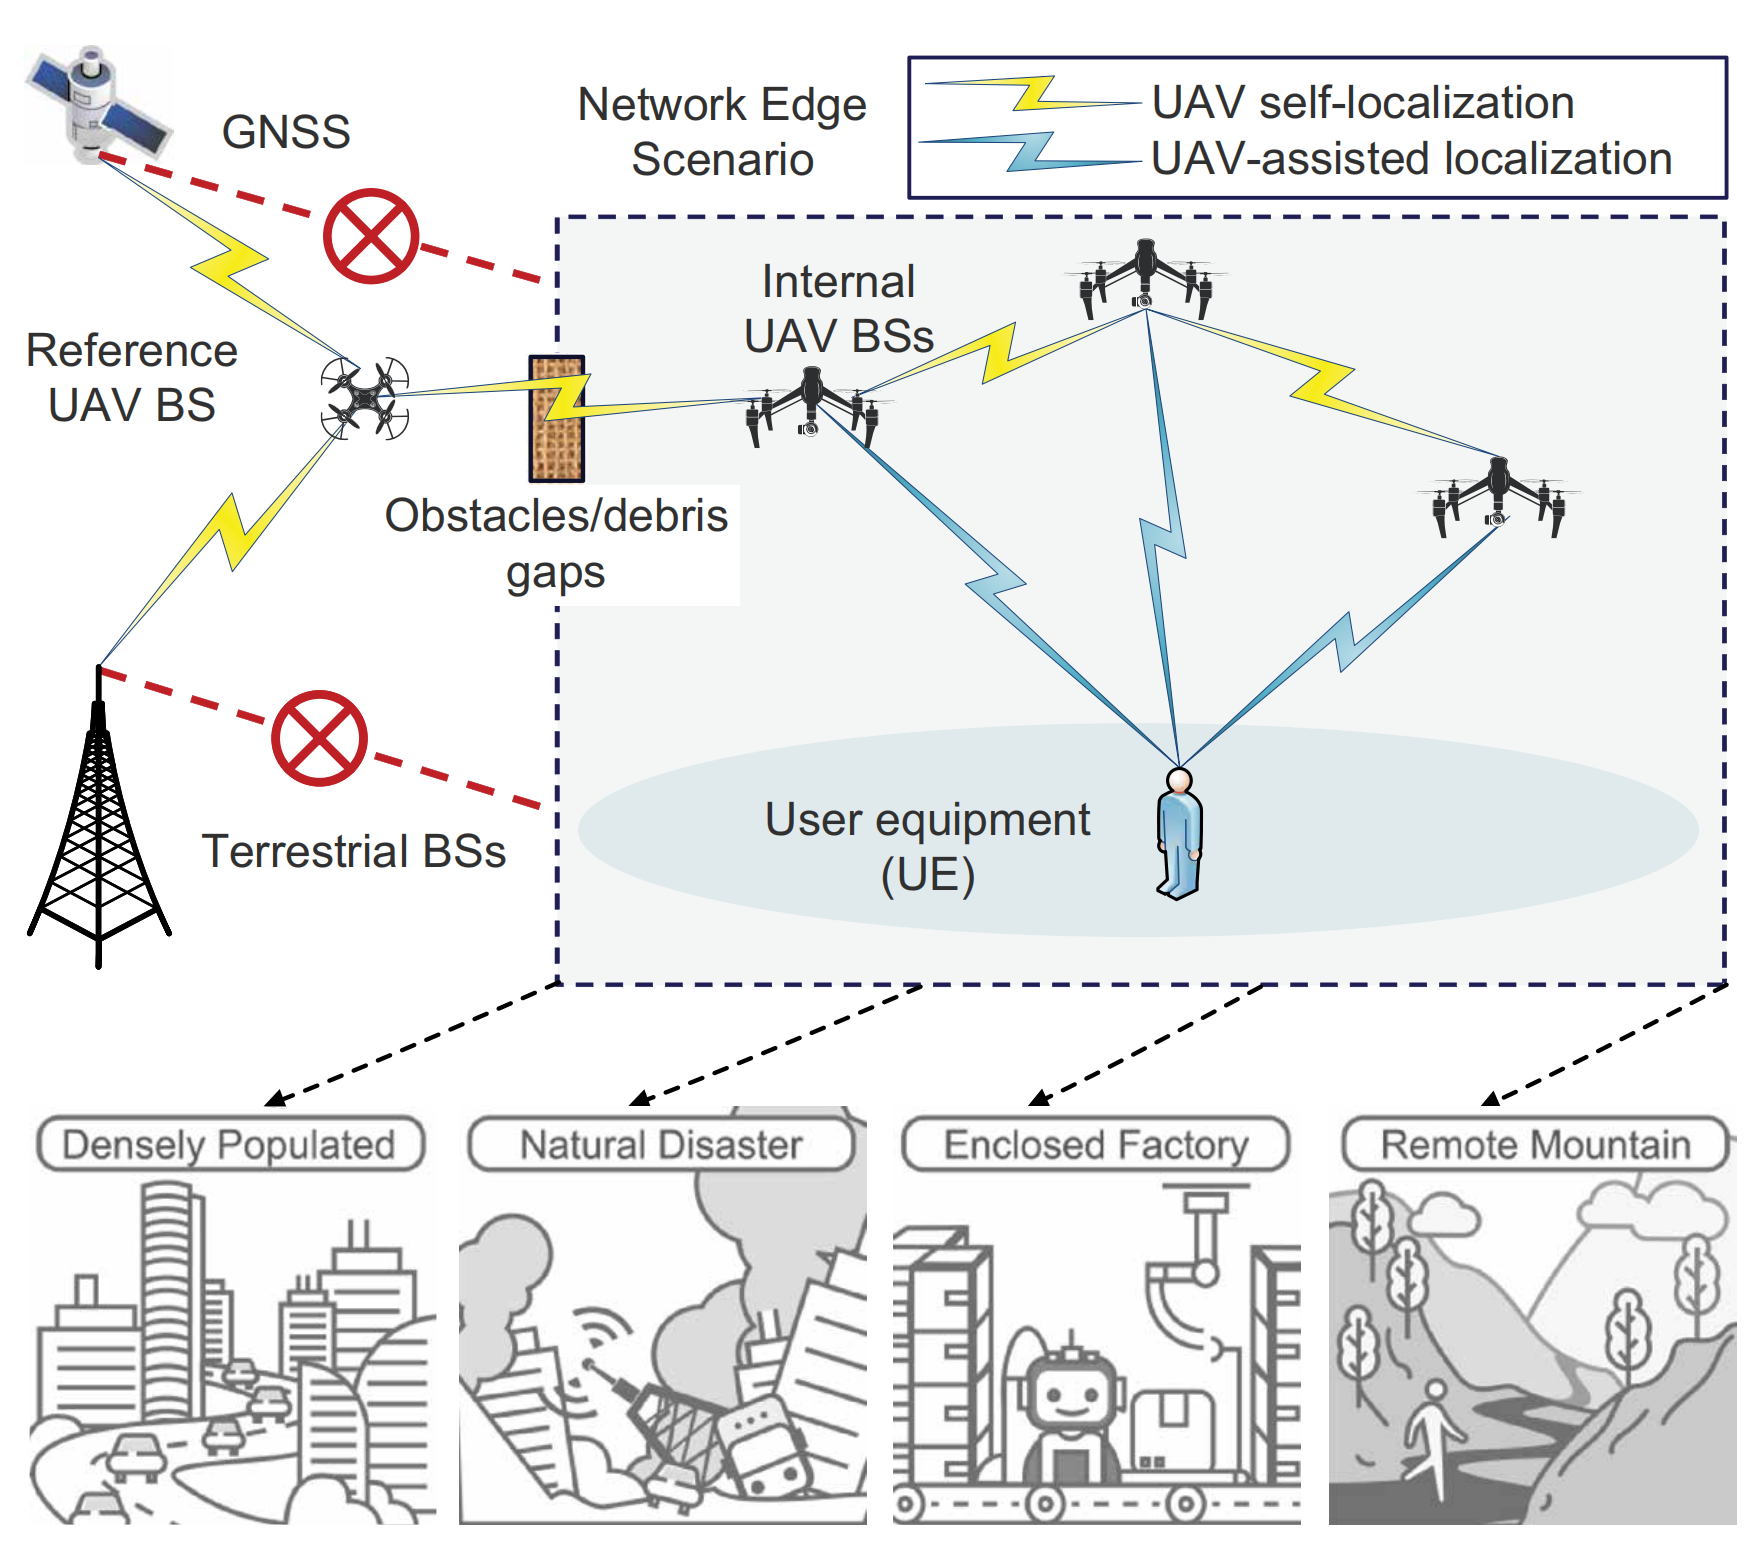 GNSS
Network Edge
Scenario
UAV self-localization
UAV-assisted localization
Internal
UAV BSs
Reference
UAV BS
Obstacles/debris
gaps
Terrestrial BSs
User equipment
(UE)
Densely Populated
Natural Disaster
Enclosed Factory
Remote Mountain